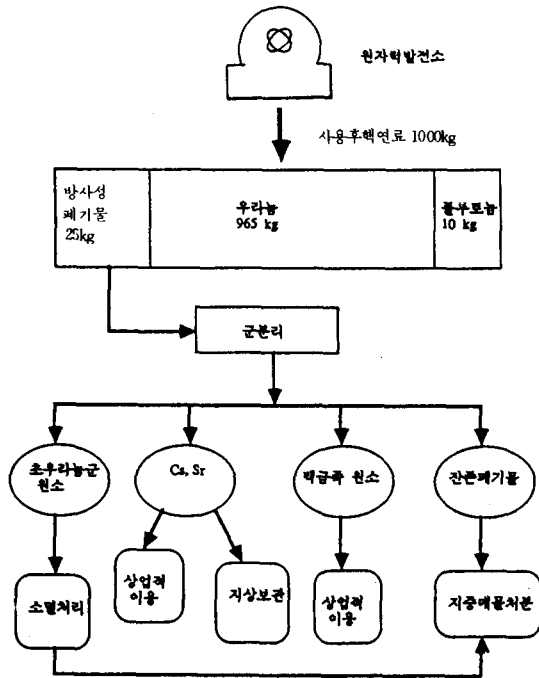 원자력발전소
사용후핵연료 1000kg
방사성
폐기물
25kg
우라늄
965 kg
플루토늄
10 kg
군분리
초우라늄군
원소
Cs, Sr
백금족 원소
잔존폐기물
소멸처리
상업적
이용
지상보관
상업적
이용
지중매몰처분